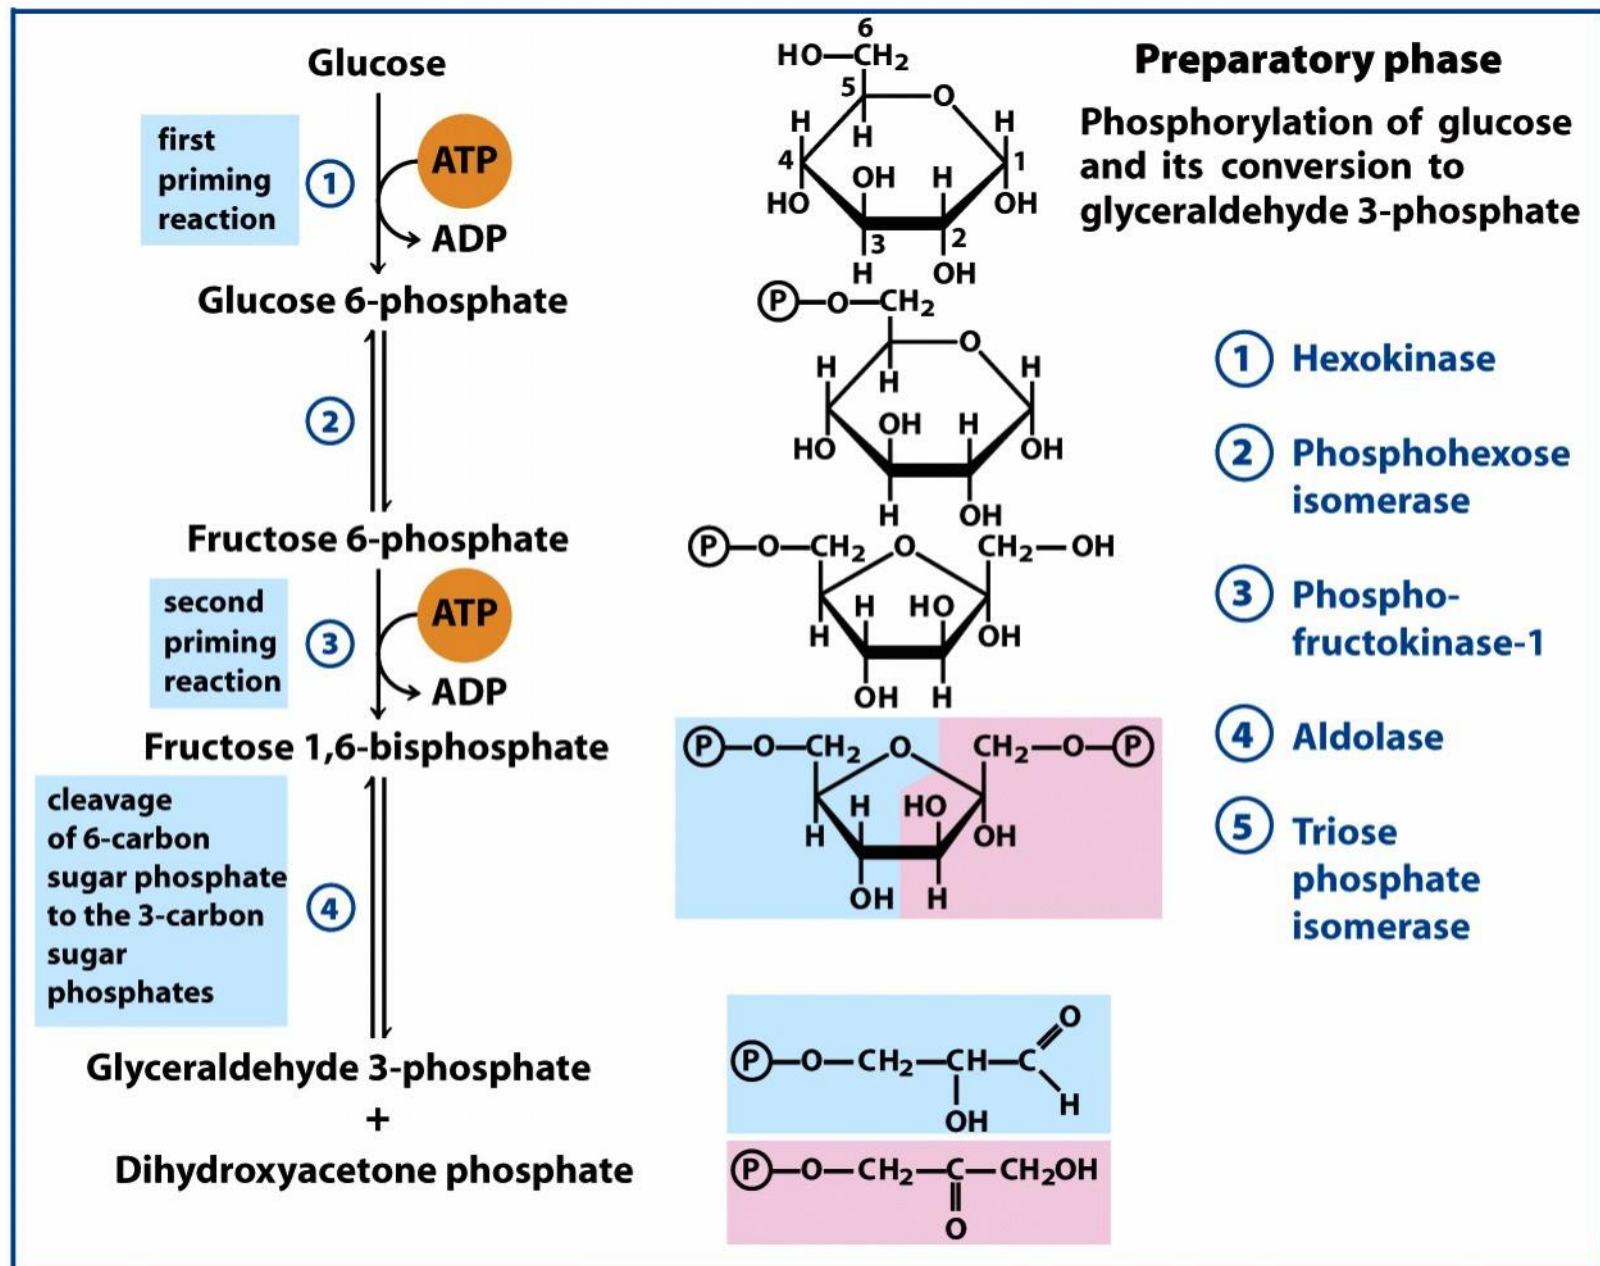 Glucose
first
priming
reaction
1
ATP
ADP
Glucose 6-phosphate
2
Fructose 6-phosphate
second
priming
reaction
3
ATP
ADP
Fructose 1,6-bisphosphate
cleavage
of 6-carbon
sugar phosphate
to the 3-carbon
sugar
phosphates
4
Glyceraldehyde 3-phosphate
+
Dihydroxyacetone phosphate
6
HO—CH₂
5 O
H H H
4 1
OH H
HO OH
3 2
H OH
P—O—CH₂
O
H H H
OH H
HO OH
H OH
P—O—CH₂ O CH₂—OH
H HO
H OH
OH H
P—O—CH₂ O CH₂—O—P
H HO
H OH
OH H
O
P—O—CH₂—CH—C
H
OH
P—O—CH₂—C—CH₂OH
O
Preparatory phase
Phosphorylation of glucose
and its conversion to
glyceraldehyde 3-phosphate
1 Hexokinase
2 Phosphohexose
isomerase
3 Phospho-
fructokinase-1
4 Aldolase
5 Triose
phosphate
isomerase